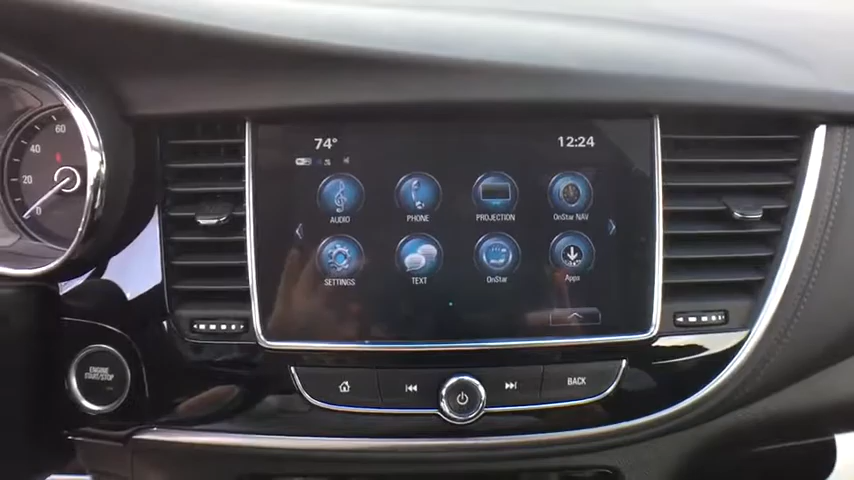 60
40
20
0
74°
12:24
AUDIO
PHONE
PROJECTION
OnStar NAV
SETTINGS
TEXT
OnStar
Apps
ENGINE
START/STOP
BACK